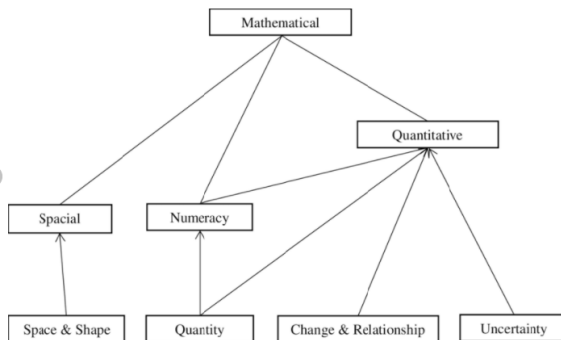 Mathematical
Quantitative
Spacial
Numeracy
Space & Shape
Quantity
Change & Relationship
Uncertainty